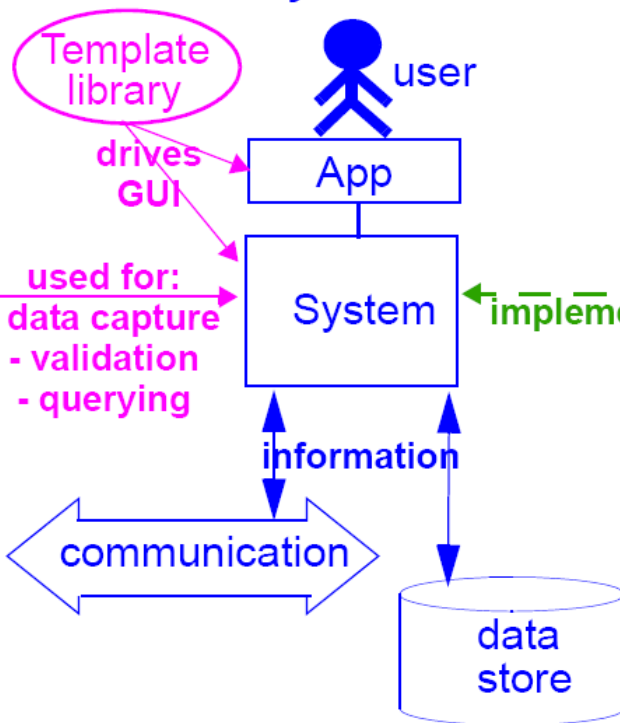 Template
library
user
drives
GUI
App
used for:
data capture
- validation
- querying
System
information
communication
data
store